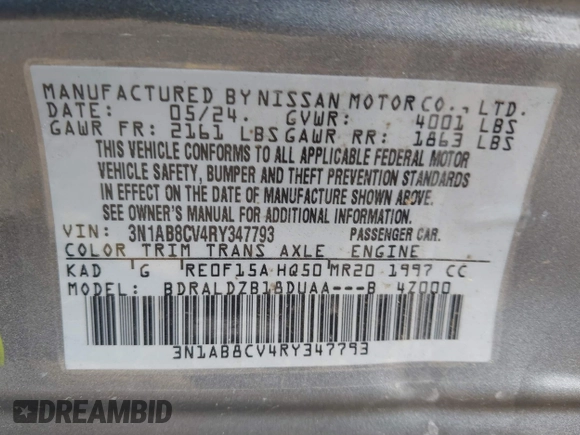 MANUFACTURED BY NISSAN MOTOR CO., LTD.
DATE: 05/24. GVWR: 4001 LBS
GAWR FR: 2161 LBS GAWR RR: 1863 LBS
THIS VEHICLE CONFORMS TO ALL APPLICABLE FEDERAL MOTOR
VEHICLE SAFETY, BUMPER AND THEFT PREVENTION STANDARDS
IN EFFECT ON THE DATE OF MANUFACTURE SHOWN ABOVE.
SEE OWNER'S MANUAL FOR ADDITIONAL INFORMATION.
VIN: 3N1AB8CV4RY347793 PASSENGER CAR.
COLOR TRIM TRANS AXLE ENGINE
KAD G RE0F15A HQ50 MR20 1997 CC
MODEL: BDRALDZB18DUAA---B 4Z000
3N1AB8CV4RY347793
DREAMBID